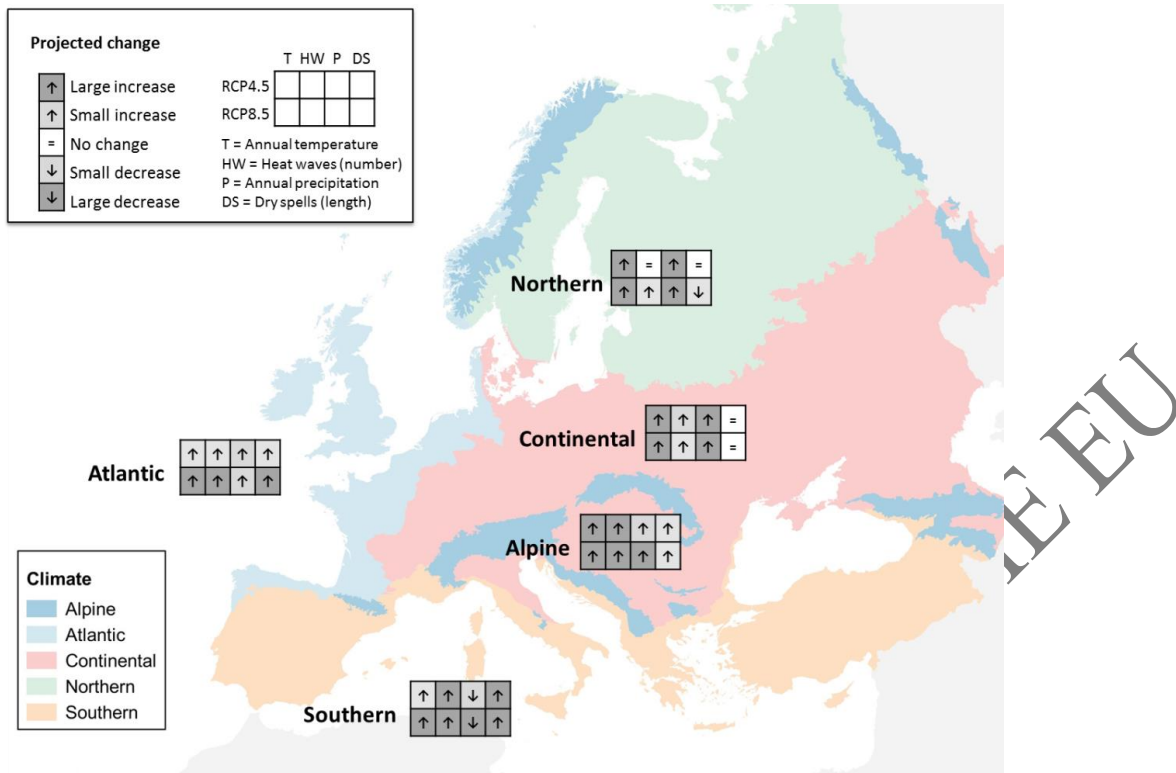 Projected change
T HW P DS
↑ Large increase
↑ Small increase
= No change
↓ Small decrease
↓ Large decrease
RCP4.5
RCP8.5
T = Annual temperature
HW = Heat waves (number)
P = Annual precipitation
DS = Dry spells (length)
Northern
↑ = ↑ =
↑ ↑ ↑ ↓
Continental
↑ ↑ ↑ =
↑ ↑ ↑ =
Atlantic
↑ ↑ ↑ ↑
↑ ↑ ↑ ↑
Alpine
↑ ↑ ↑ ↑
↑ ↑ ↑ ↑
Southern
↑ ↑ ↓ ↑
↑ ↑ ↓ ↑
Climate
Alpine
Atlantic
Continental
Northern
Southern
EU